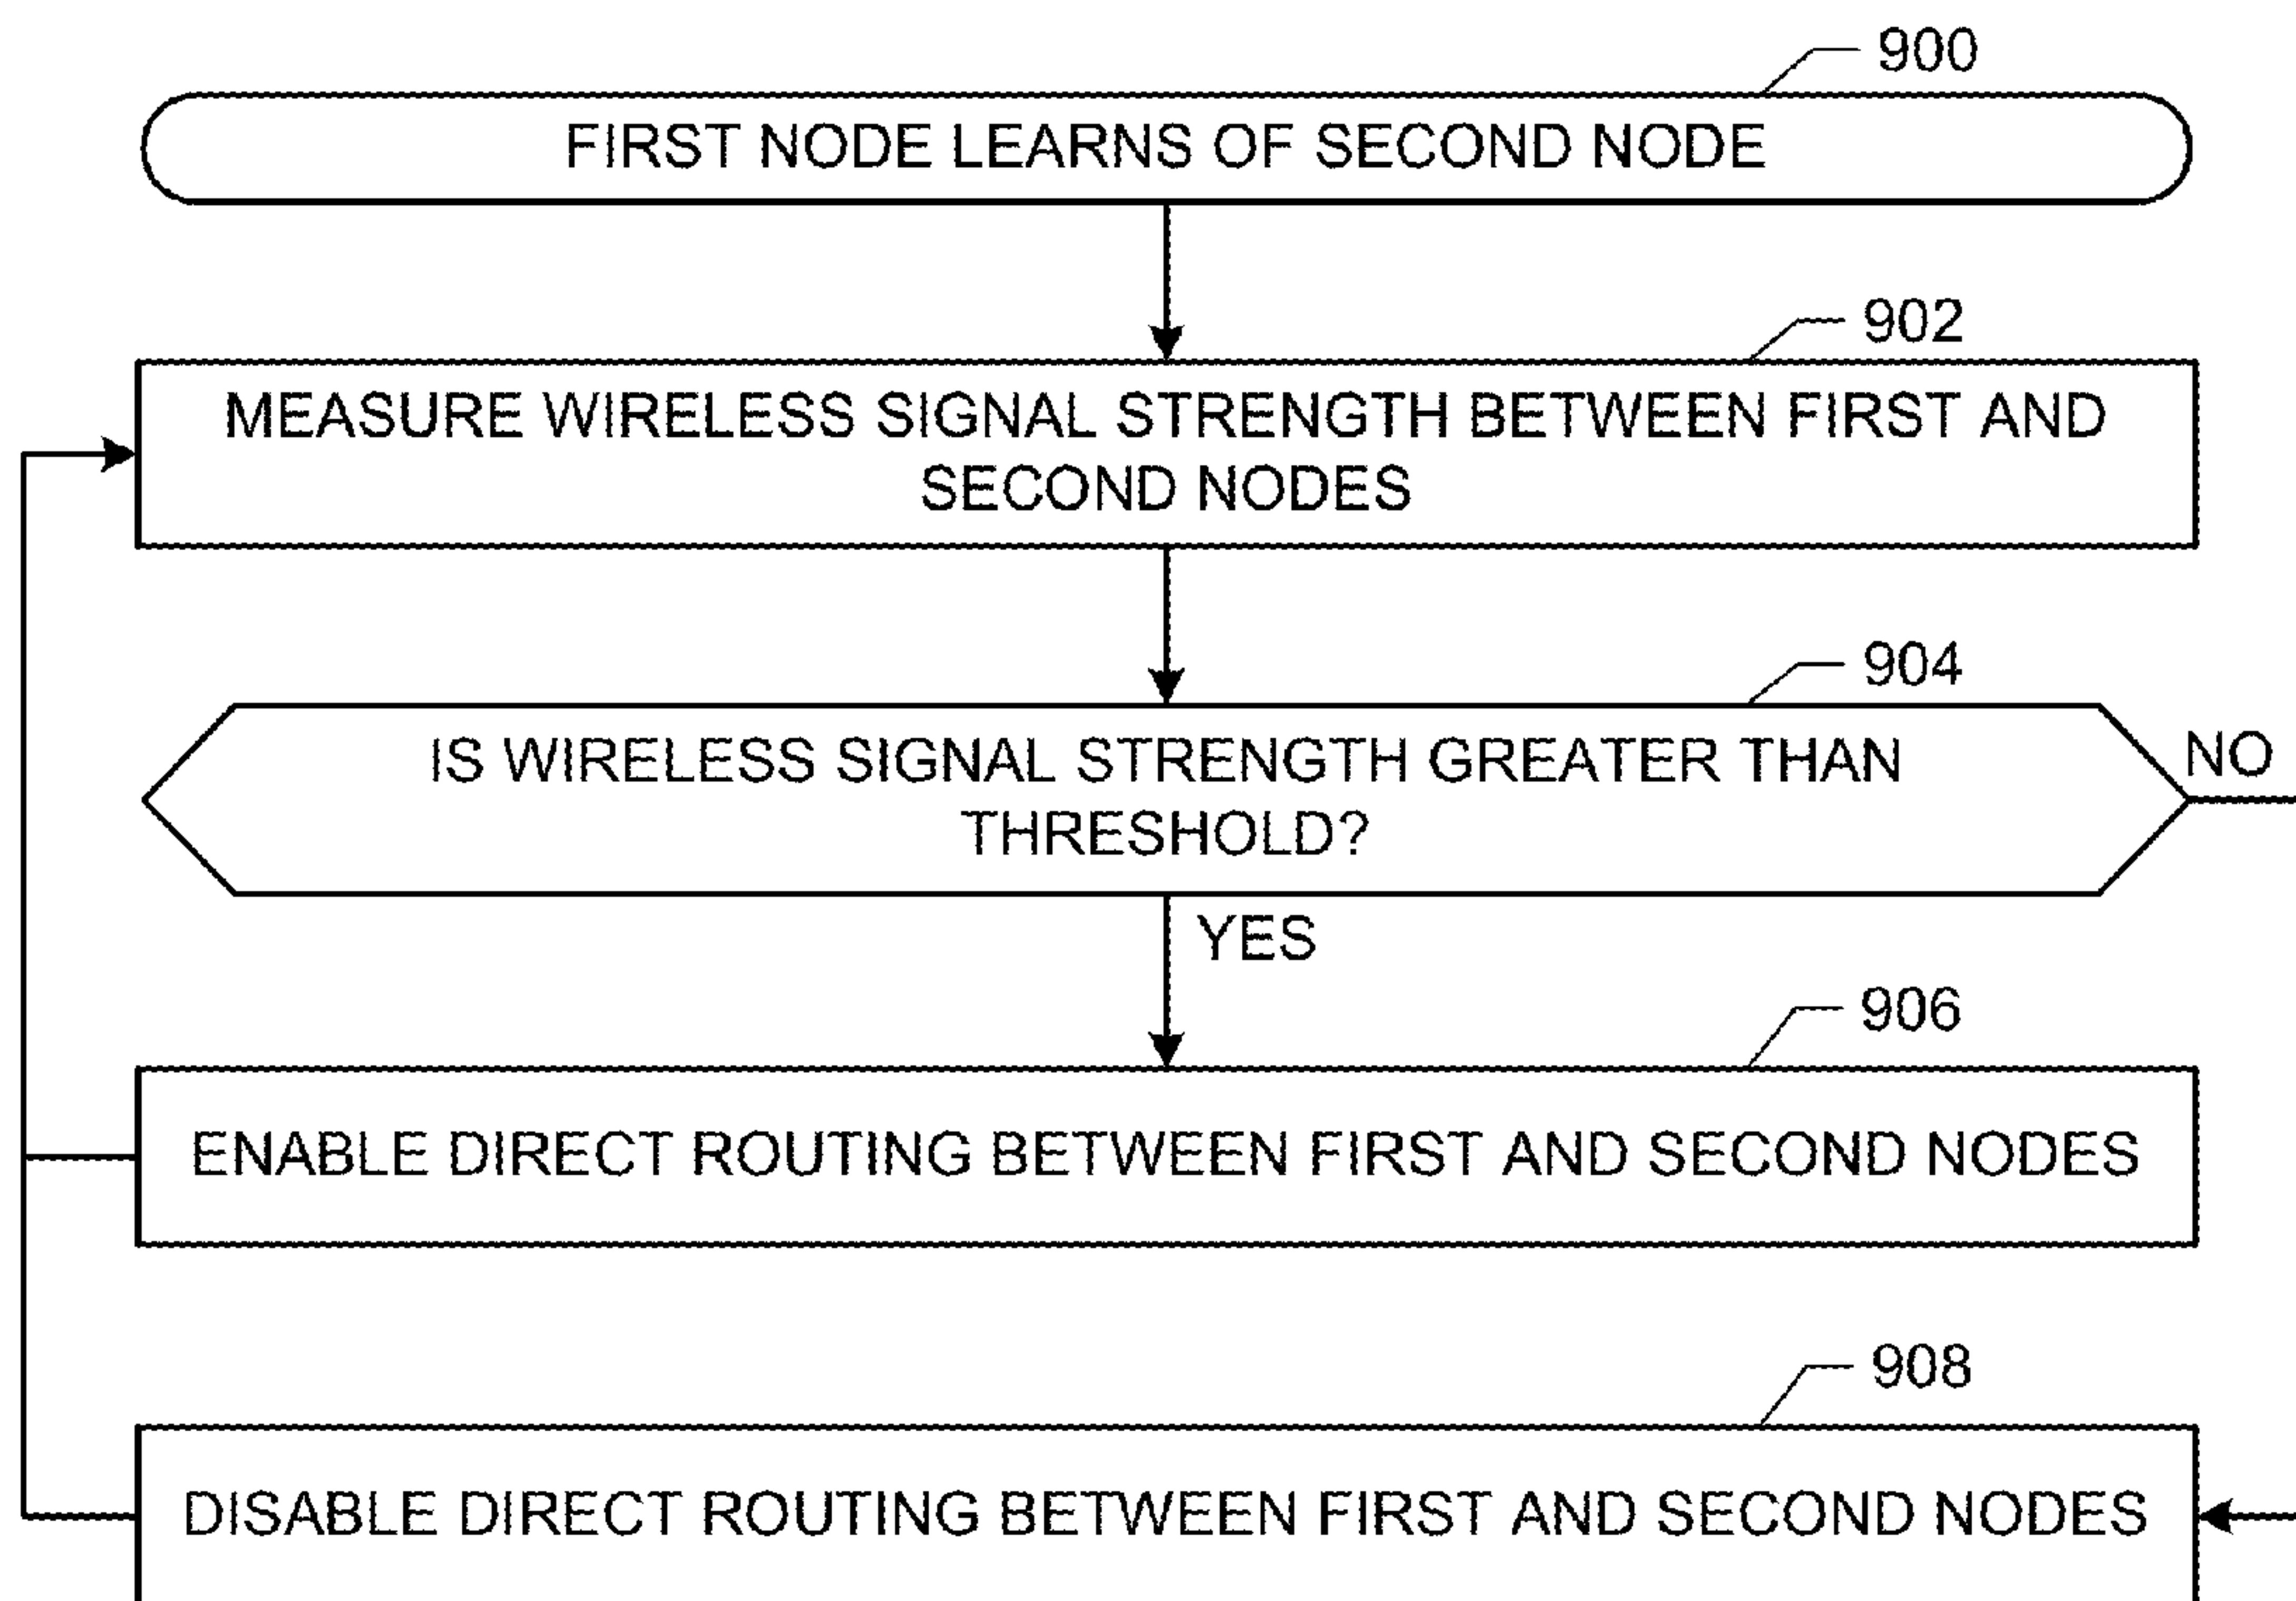 900
FIRST NODE LEARNS OF SECOND NODE
902
MEASURE WIRELESS SIGNAL STRENGTH BETWEEN FIRST AND
SECOND NODES
904
IS WIRELESS SIGNAL STRENGTH GREATER THAN
THRESHOLD?
NO
YES
906
ENABLE DIRECT ROUTING BETWEEN FIRST AND SECOND NODES
908
DISABLE DIRECT ROUTING BETWEEN FIRST AND SECOND NODES